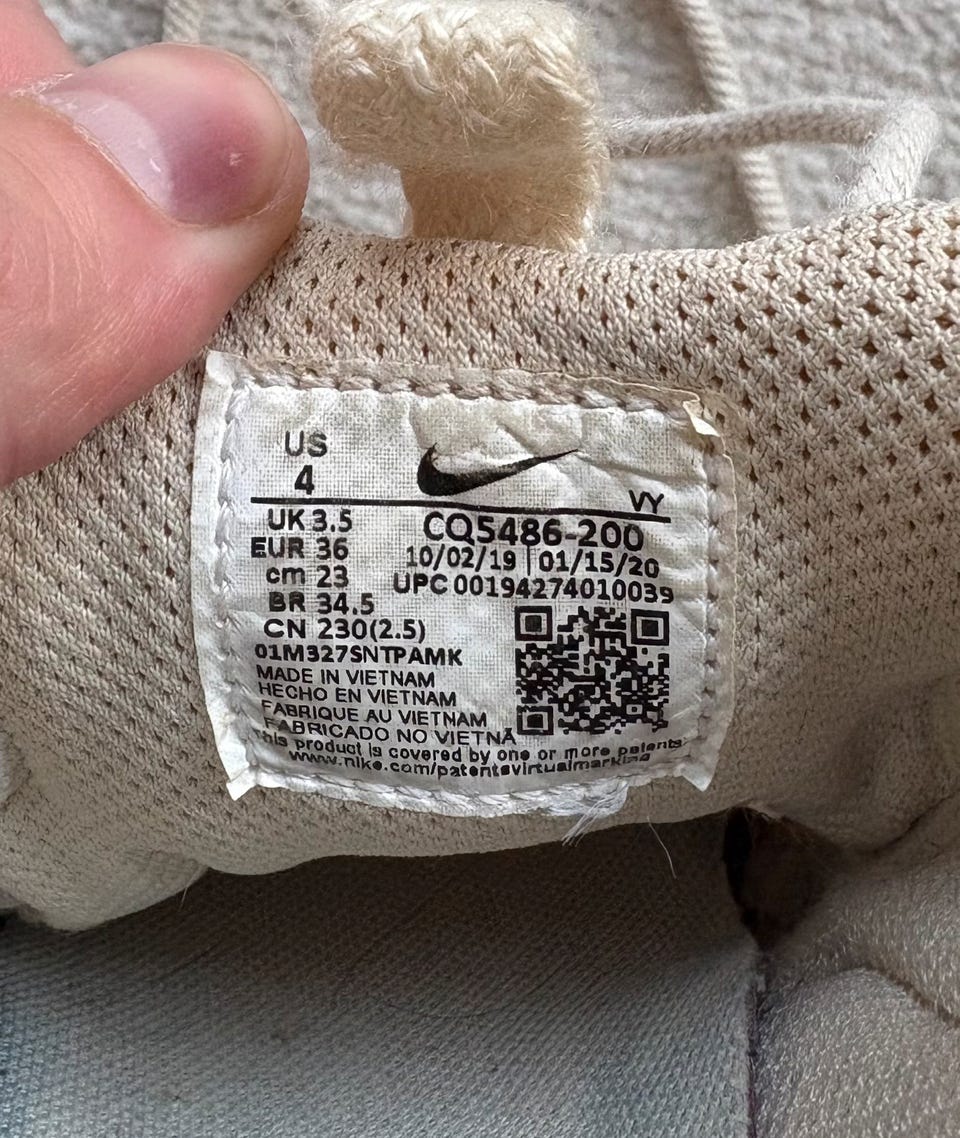 US
4
VY
UK 3.5
CQ5486-200
EUR 36
10/02/19 | 01/15/20
cm 23
UPC 00194274010039
BR 34.5
CN 230(2.5)
01M327SNTPAMK
MADE IN VIETNAM
HECHO EN VIETNAM
FABRIQUE AU VIETNAM
FABRICADO NO VIETNÃ
This product is covered by one or more patents.
www.nike.com/patentsvirtualmarking